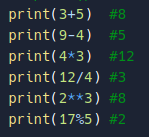 print(3+5)  #8
print(9-4)  #5
print(4*3)  #12
print(12/4) #3
print(2**3) #8
print(17%5) #2